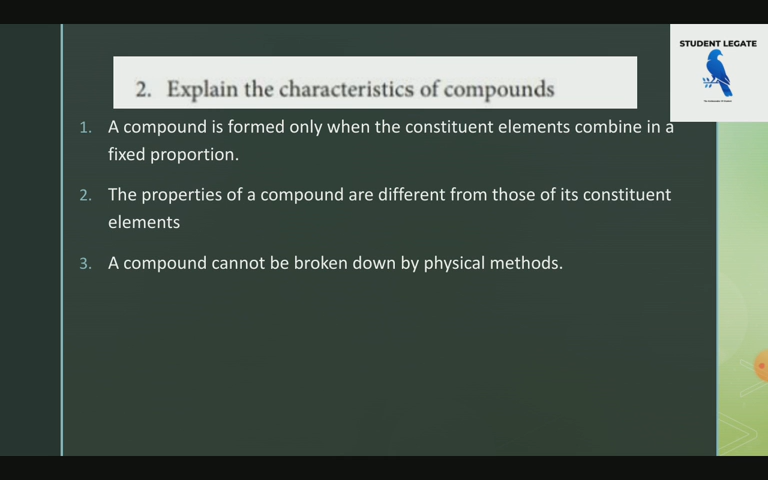 STUDENT LEGATE
2. Explain the characteristics of compounds
1. A compound is formed only when the constituent elements combine in a
fixed proportion.
2. The properties of a compound are different from those of its constituent
elements
3. A compound cannot be broken down by physical methods.